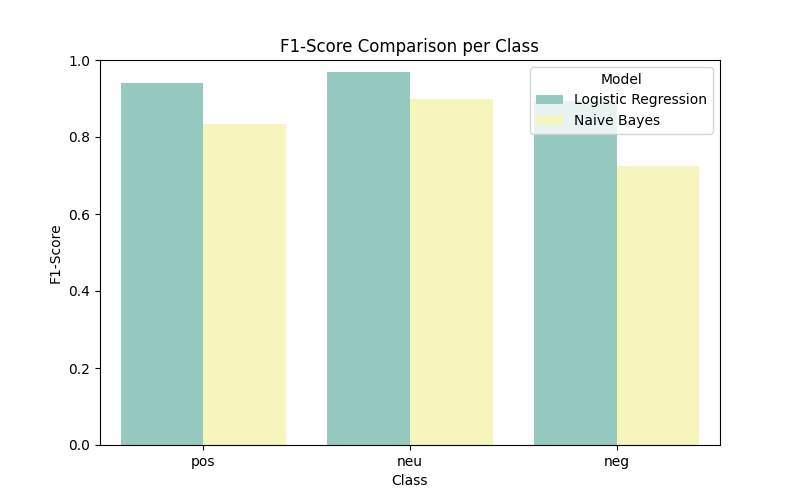 F1-Score Comparison per Class
Model
Logistic Regression
Naive Bayes
F1-Score
1.0
0.8
0.6
0.4
0.2
0.0
pos neu neg
Class